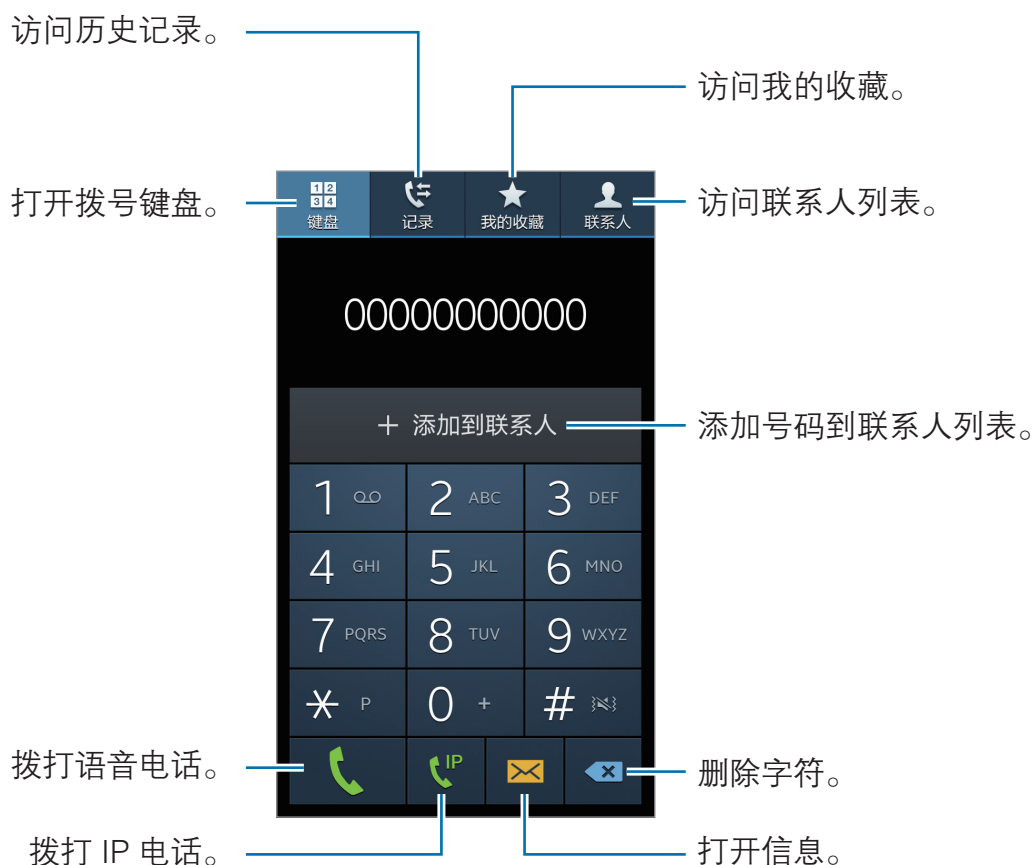 访问历史记录。
访问我的收藏。
打开拨号键盘。
访问联系人列表。
1 2
3 4
键盘
记录
我的收藏
联系人
00000000000
+ 添加到联系人
添加号码到联系人列表。
1
2 ABC
3 DEF
4 GHI
5 JKL
6 MNO
7 PQRS
8 TUV
9 WXYZ
* P
0 +
#
IP
拨打语音电话。
删除字符。
拨打 IP 电话。
打开信息。